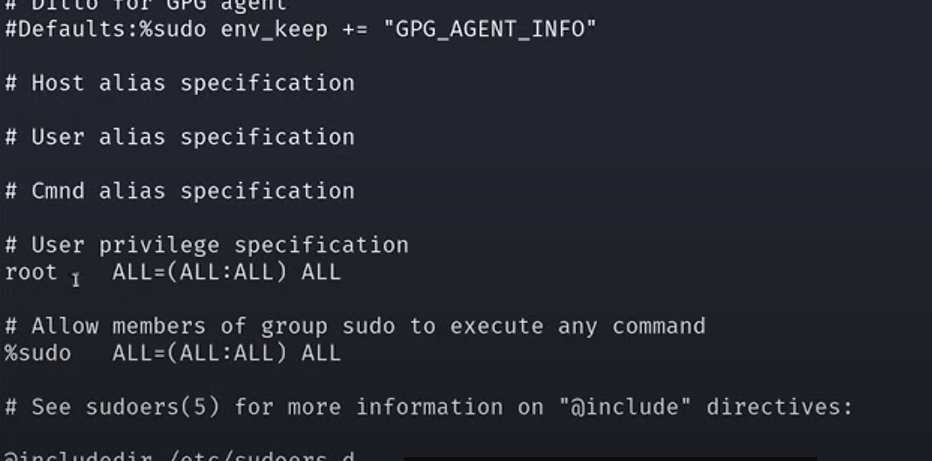 # Ditto for GPG agent
#Defaults:%sudo env_keep += "GPG_AGENT_INFO"
# Host alias specification
# User alias specification
# Cmnd alias specification
# User privilege specification
root ALL=(ALL:ALL) ALL
# Allow members of group sudo to execute any command
%sudo ALL=(ALL:ALL) ALL
# See sudoers(5) for more information on "@include" directives:
@includedir /etc/sudoers.d